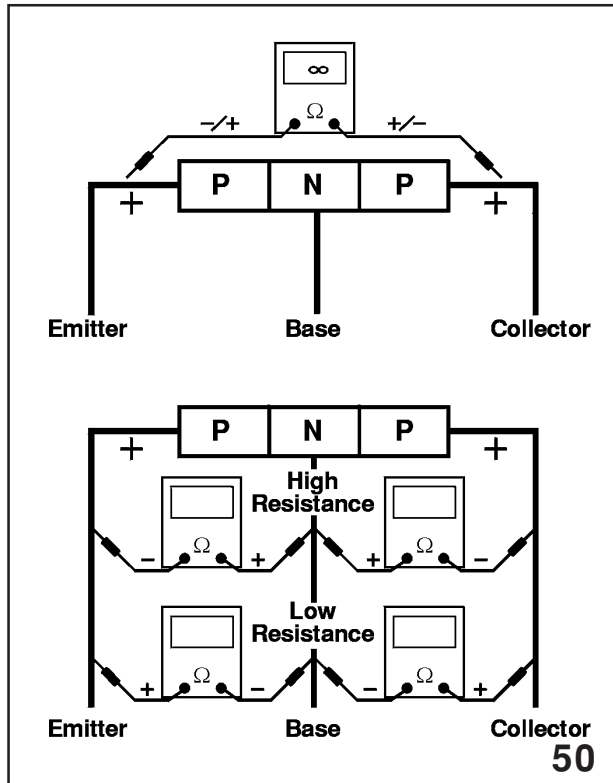 ∞
Ω
−/+ +/−
P N P
+ +
Emitter Base Collector
P N P
+ +
High
Resistance
Ω Ω
− + + −
Low
Resistance
Ω Ω
+ − − +
Emitter Base Collector
50